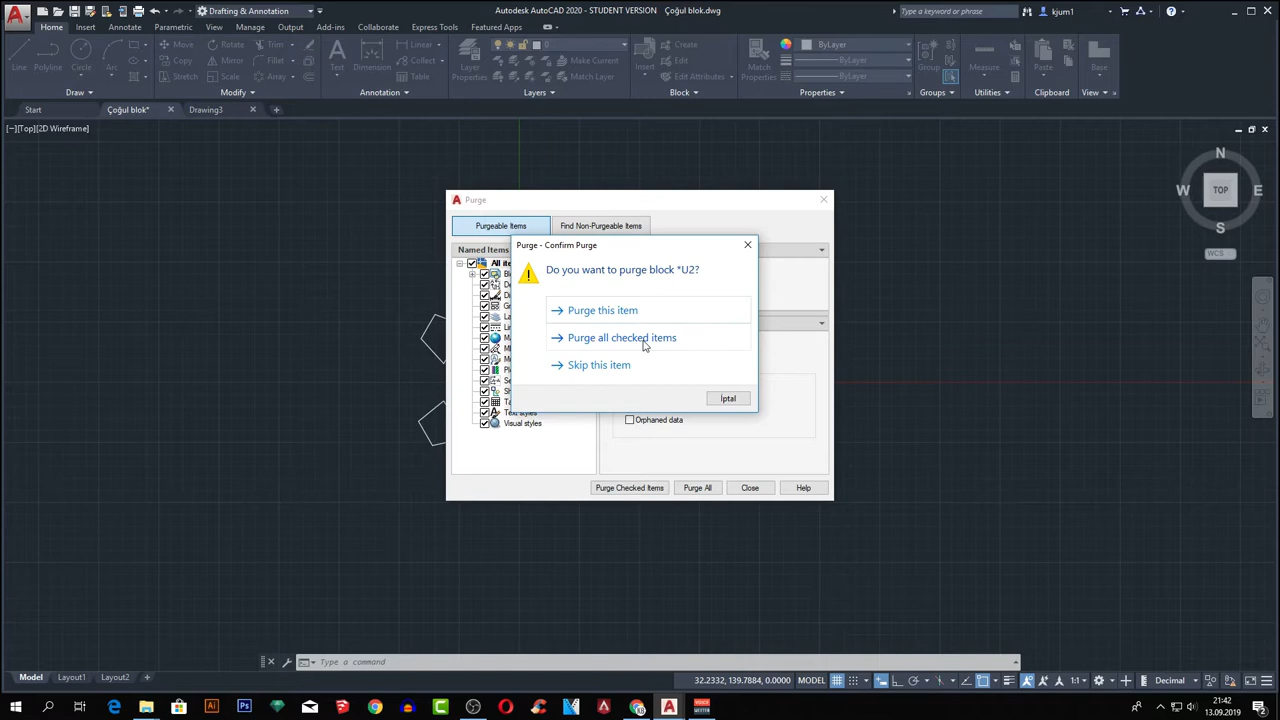 Drafting & Annotation
Autodesk AutoCAD 2020 - STUDENT VERSION Çoğul blok.dwg
Type a keyword or phrase
kjum1
Home Insert Annotate Parametric View Manage Output Add-ins Collaborate Express Tools Featured Apps
Line Polyline Circle Arc
Move Rotate Trim
Copy Mirror Fillet
Stretch Scale Array
Text Dimension
Linear
Collect
Table
Layer Properties
0
Make Current
Match Layer
Insert
Create
Edit
Edit Attributes
Match Properties
ByLayer
ByLayer
ByLayer
Group Measure Paste Base
Draw Modify Annotation Layers Block Properties Groups Utilities Clipboard View
Start Çoğul blok* Drawing3
[−][Top][2D Wireframe]
N
W TOP E
S
WCS
Purge
Purgeable Items Find Non-Purgeable Items
Named Items
Purge - Confirm Purge
Do you want to purge block *U2?
Purge this item
Purge all checked items
Skip this item
İptal
Orphaned data
Text styles
Visual styles
Purge Checked Items Purge All Close Help
Type a command
Model Layout1 Layout2
32.2332, 139.7884, 0.0000 MODEL 1:1 Decimal
21:42
13.09.2019